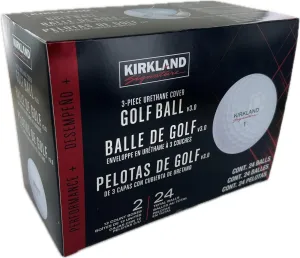 PERFORMANCE + DESEMPEÑO +
KIRKLAND
Signature
3-PIECE URETHANE COVER
GOLF BALL V3.0
BALLE DE GOLF V3.0
ENVELOPPE EN URÉTHANE À 3 COUCHES
PELOTAS DE GOLF V3.0
DE 3 CAPAS CON CUBIERTA DE URETANO
2
24
KIRKLAND
Signature
CONT. 24 BALLS
CONT. 24 BALLES
CONT. 24 PELOTAS